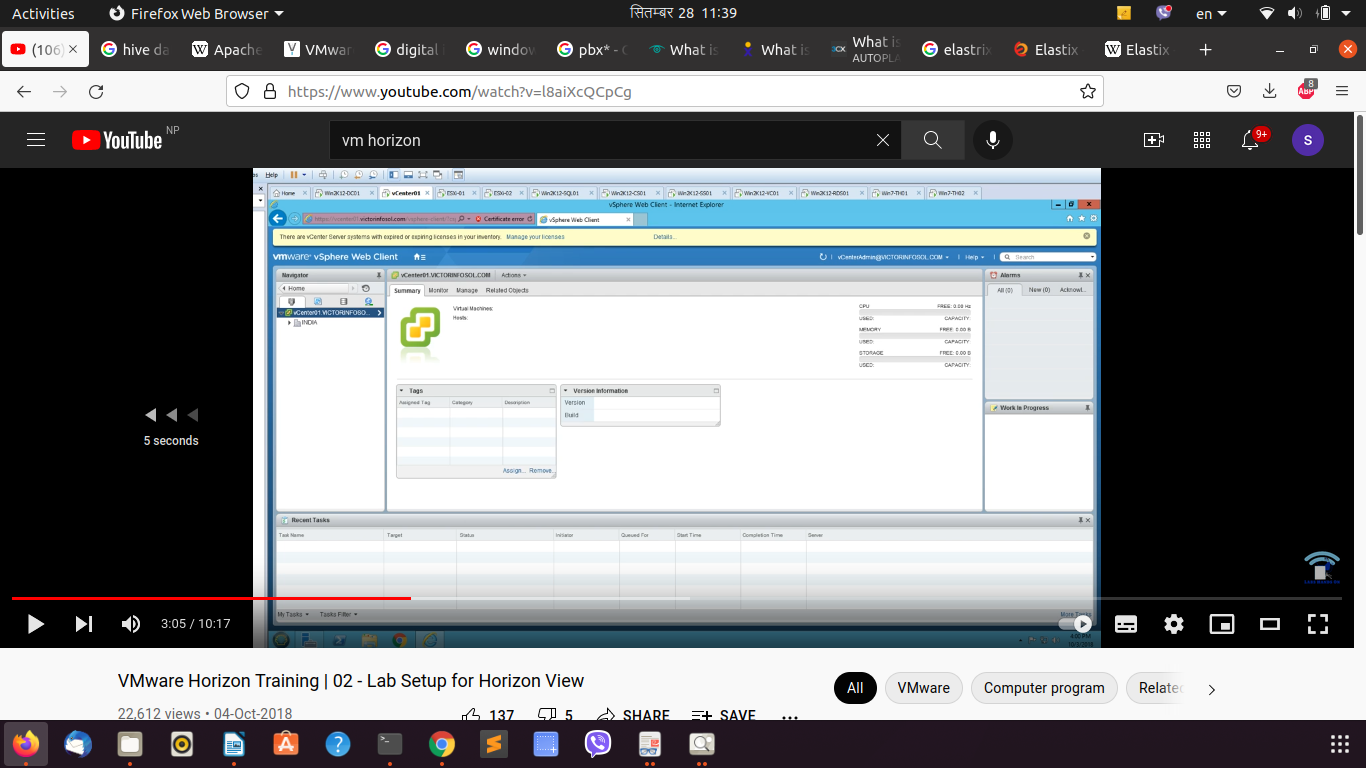 Activities Firefox Web Browser सितम्बर 28 11:39 en
(106) hive da Apache VMwar digital window pbx* - G What is What is What is elastrix Elastix Elastix
AUTOPLA
https://www.youtube.com/watch?v=l8aiXcQCpCg ABP 8
YouTube NP vm horizon 9+ S
Help
Home Win2K12-DC01 vCenter01 ESXi-01 ESXi-02 Win2K12-SQL01 Win2K12-CS01 Win2K12-SS01 Win2K12-VC01 Win2K12-RDS01 Win7-TH01 Win7-TH02
vSphere Web Client - Internet Explorer
Certificate error vSphere Web Client
There are vCenter Server systems with expired or expiring licenses in your inventory. Manage your licenses Details...
vmware® vSphere Web Client vCenterAdmin@VICTORINFOSOL.COM Help Search
Navigator vCenter01.VICTORINFOSOL.COM Actions Alarms
Home Summary Monitor Manage Related Objects All (0) New (0) Acknowl...
vCenter01.VICTORINFOSOL...
INDIA
Virtual Machines:
Hosts:
CPU FREE: 0.00 Hz
USED: CAPACITY:
MEMORY FREE: 0.00 B
USED: CAPACITY:
STORAGE FREE: 0.00 B
USED: CAPACITY:
Tags Version Information
Assigned Tag Category Description Version
Build
Assign... Remove...
Work In Progress
5 seconds
Recent Tasks
Task Name Target Status Initiator Queued For Start Time Completion Time Server
My Tasks Tasks Filter More Tasks
3:05 / 10:17
4:00 PM
VMware Horizon Training | 02 - Lab Setup for Horizon View
All VMware Computer program Relate
22,612 views • 04-Oct-2018 137 5 SHARE SAVE